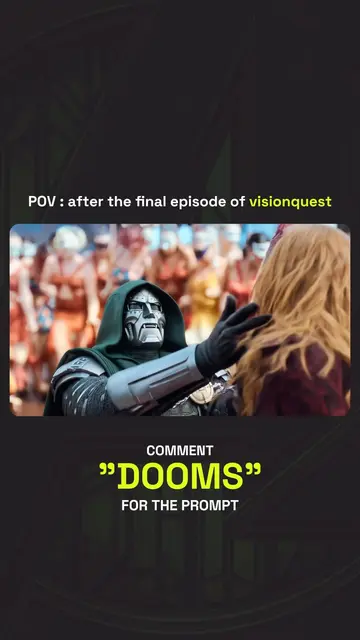 POV : after the final episode of visionquest
COMMENT
"DOOMS"
FOR THE PROMPT